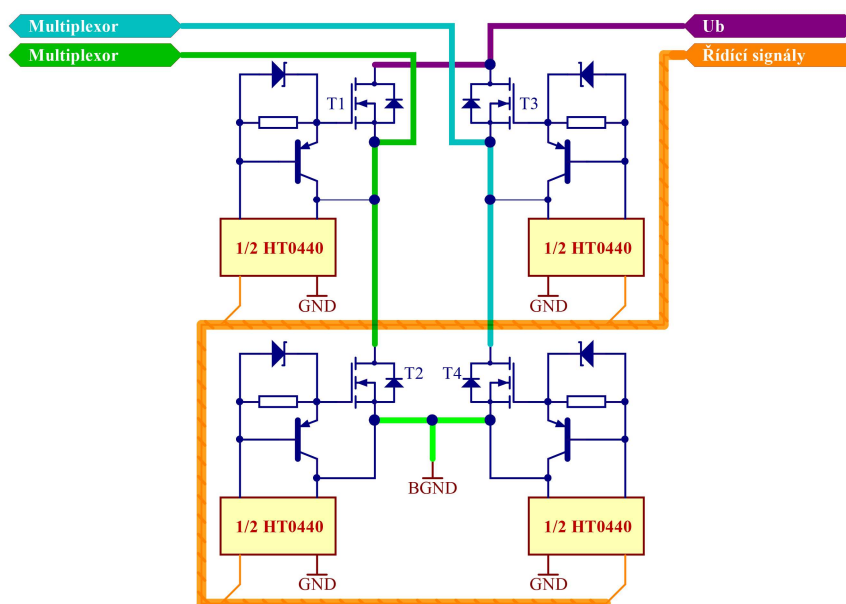 Multiplexor
Ub
Multiplexor
Řídící signály
T1
T3
1/2 HT0440
1/2 HT0440
GND
GND
T2
T4
BGND
1/2 HT0440
1/2 HT0440
GND
GND